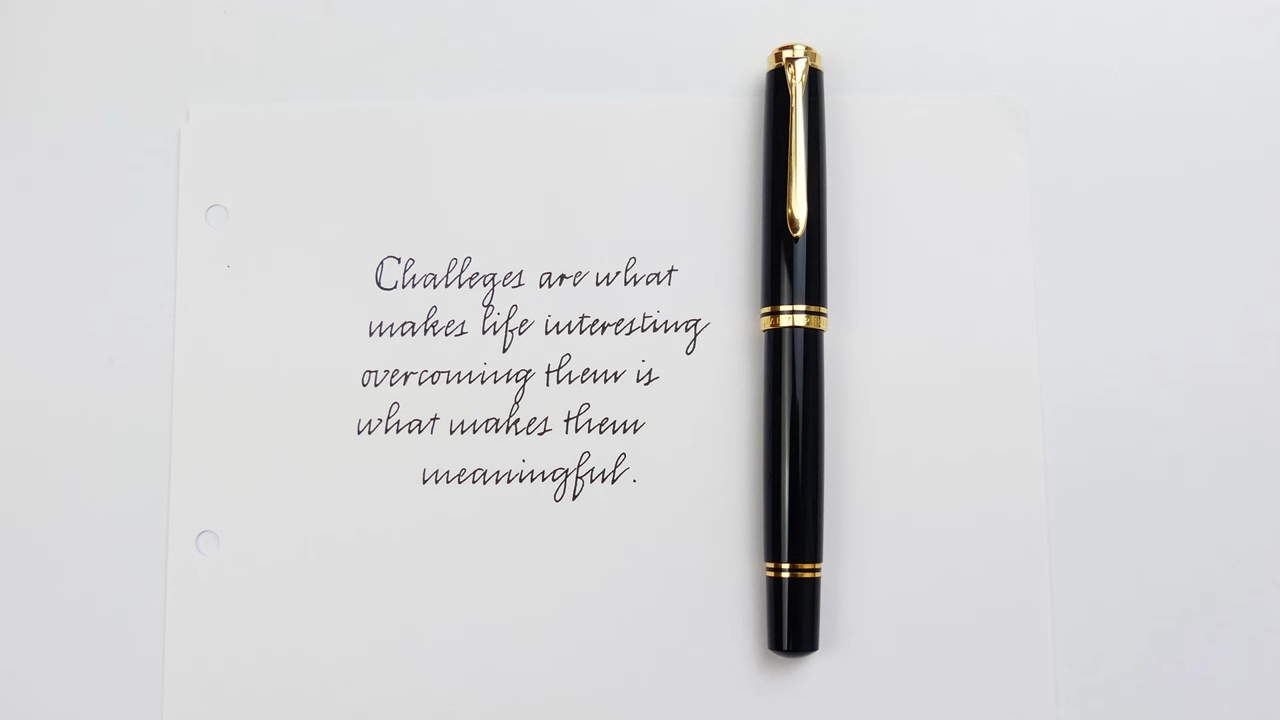 Challeges are what
makes life interesting
overcoming them is
what makes them
meaningful.